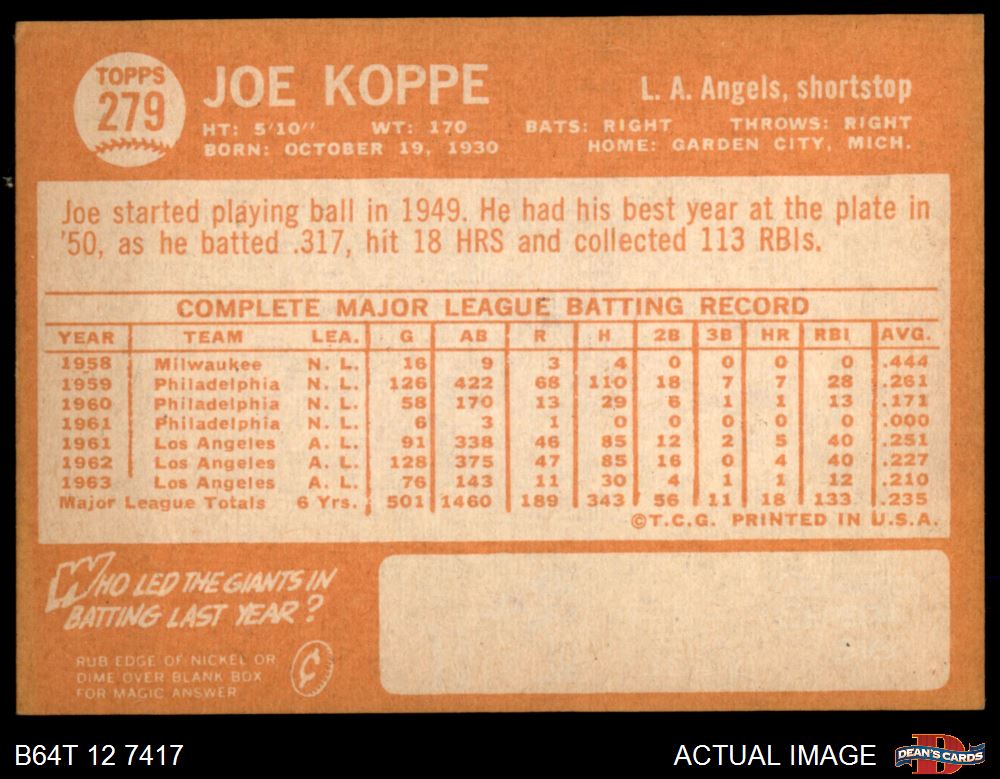 TOPPS
279
JOE KOPPE
L. A. Angels, shortstop
HT: 5'10" WT: 170 BATS: RIGHT THROWS: RIGHT
BORN: OCTOBER 19, 1930 HOME: GARDEN CITY, MICH.
Joe started playing ball in 1949. He had his best year at the plate in
'50, as he batted .317, hit 18 HRS and collected 113 RBIs.
COMPLETE MAJOR LEAGUE BATTING RECORD
YEAR TEAM LEA. G AB R H 2B 3B HR RBI AVG.
1958 Milwaukee N. L. 16 9 3 4 0 0 0 0 .444
1959 Philadelphia N. L. 126 422 68 110 18 7 7 28 .261
1960 Philadelphia N. L. 58 170 13 29 6 1 1 13 .171
1961 Philadelphia N. L. 6 3 1 0 0 0 0 0 .000
1961 Los Angeles A. L. 91 338 46 85 12 2 5 40 .251
1962 Los Angeles A. L. 128 375 47 85 16 0 4 40 .227
1963 Los Angeles A. L. 76 143 11 30 4 1 1 12 .210
Major League Totals 6 Yrs. 501 1460 189 343 56 11 18 133 .235
©T.C.G. PRINTED IN U.S.A.
WHO LED THE GIANTS IN
BATTING LAST YEAR?
RUB EDGE OF NICKEL OR
DIME OVER BLANK BOX
FOR MAGIC ANSWER
¢
B64T 12 7417
ACTUAL IMAGE
D
DEAN'S CARDS